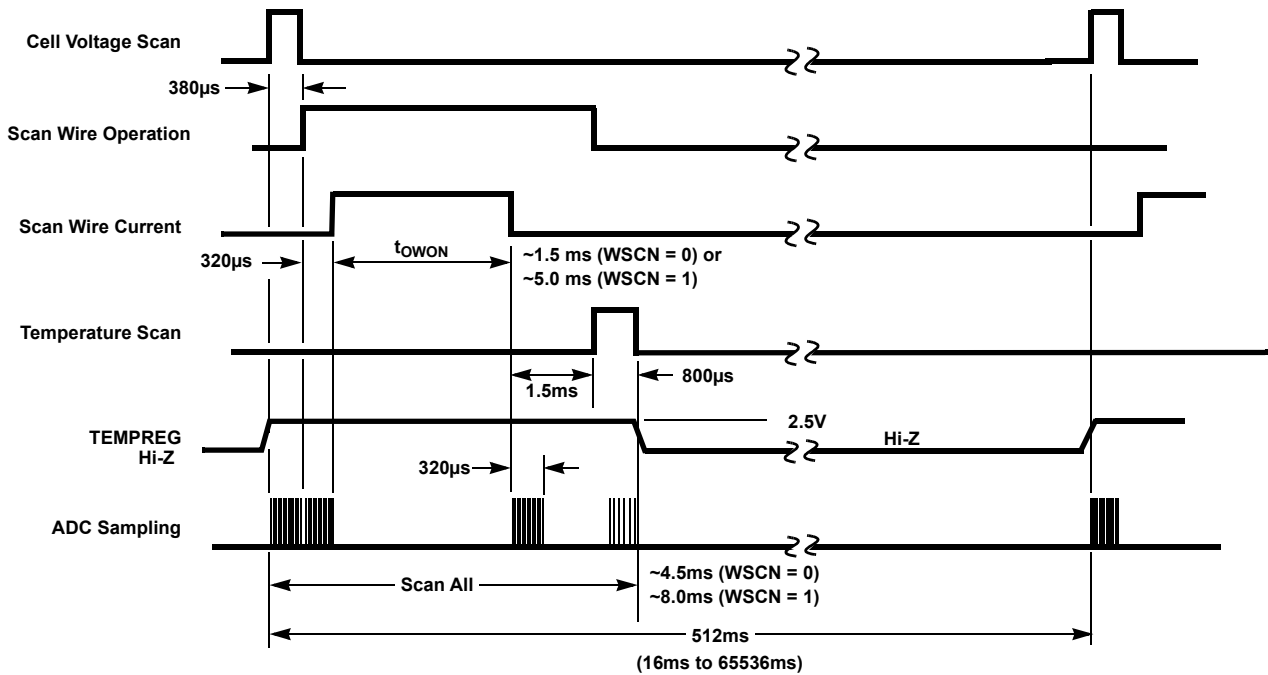 Cell Voltage Scan
380µs
Scan Wire Operation
Scan Wire Current
320µs
tOWON
~1.5 ms (WSCN = 0) or
~5.0 ms (WSCN = 1)
Temperature Scan
1.5ms
800µs
TEMPREG
Hi-Z
2.5V
Hi-Z
320µs
ADC Sampling
Scan All
~4.5ms (WSCN = 0)
~8.0ms (WSCN = 1)
512ms
(16ms to 65536ms)